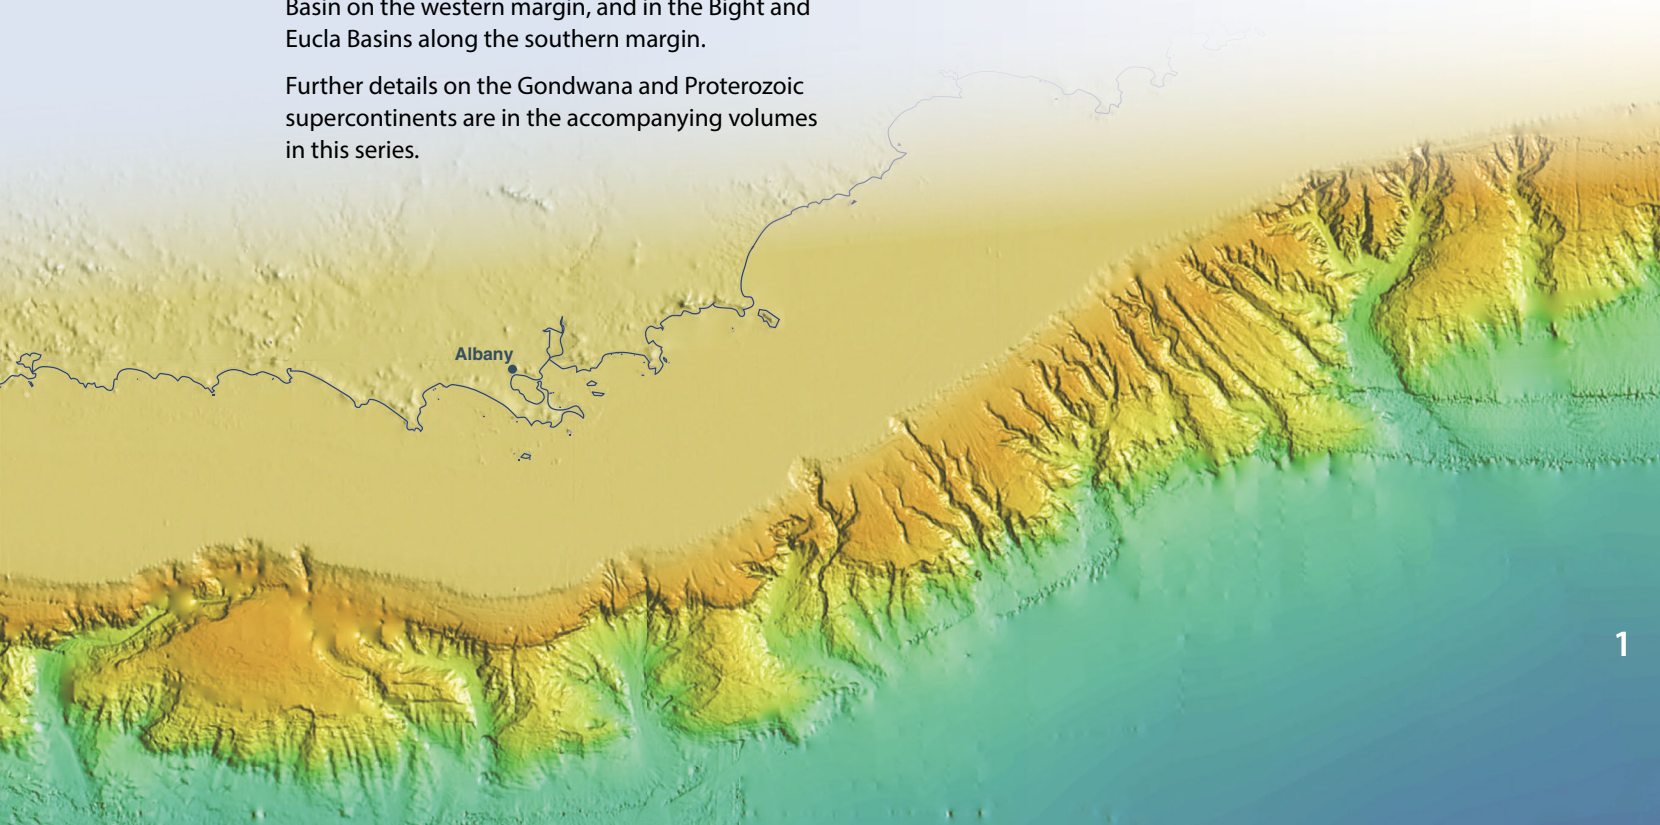 Basin on the western margin, and in the Bight and
Eucla Basins along the southern margin.
Further details on the Gondwana and Proterozoic
supercontinents are in the accompanying volumes
in this series.
Albany
1